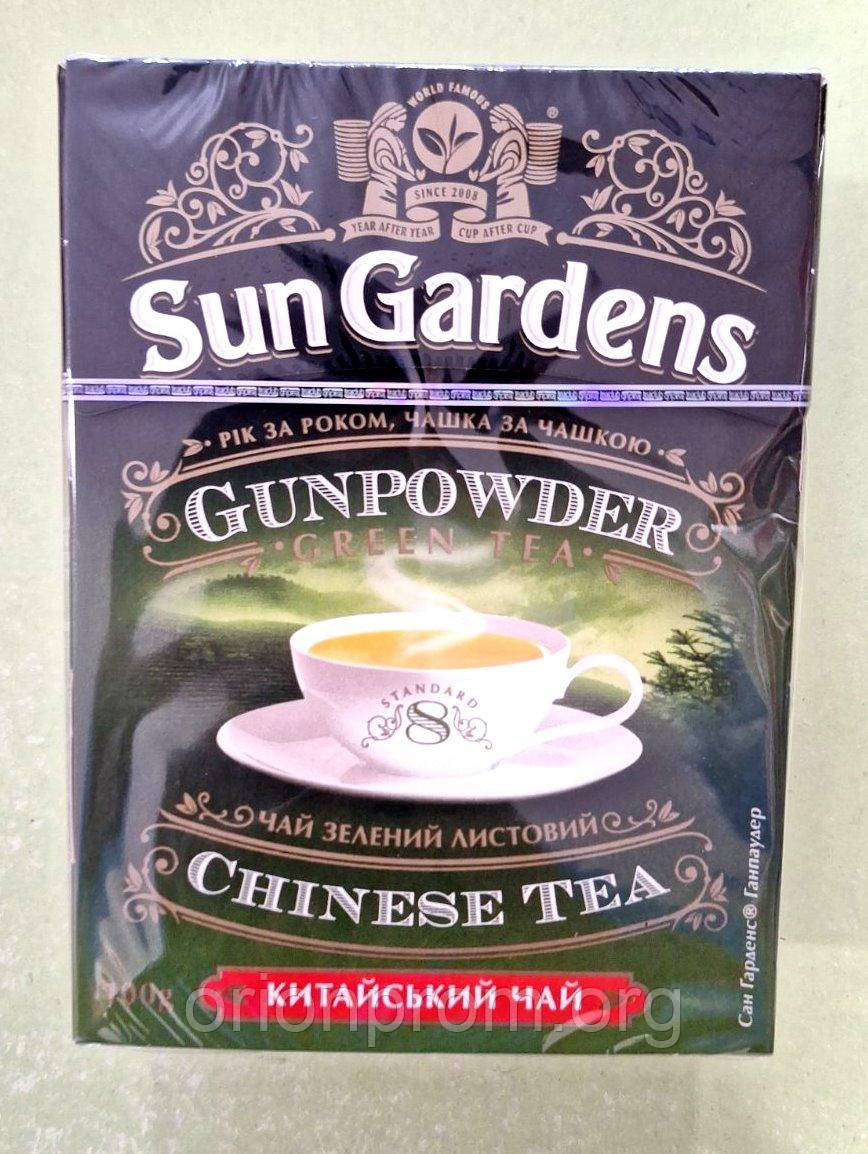 WORLD FAMOUS
®
SINCE 2008
YEAR AFTER YEAR CUP AFTER CUP
Sun Gardens
• РІК ЗА РОКОМ, ЧАШКА ЗА ЧАШКОЮ •
GUNPOWDER
• GREEN TEA •
STANDARD
8
ЧАЙ ЗЕЛЕНИЙ ЛИСТОВИЙ
CHINESE TEA
100g
КИТАЙСЬКИЙ ЧАЙ
orionprom.org
Сан Гарденс® Ганпаудер